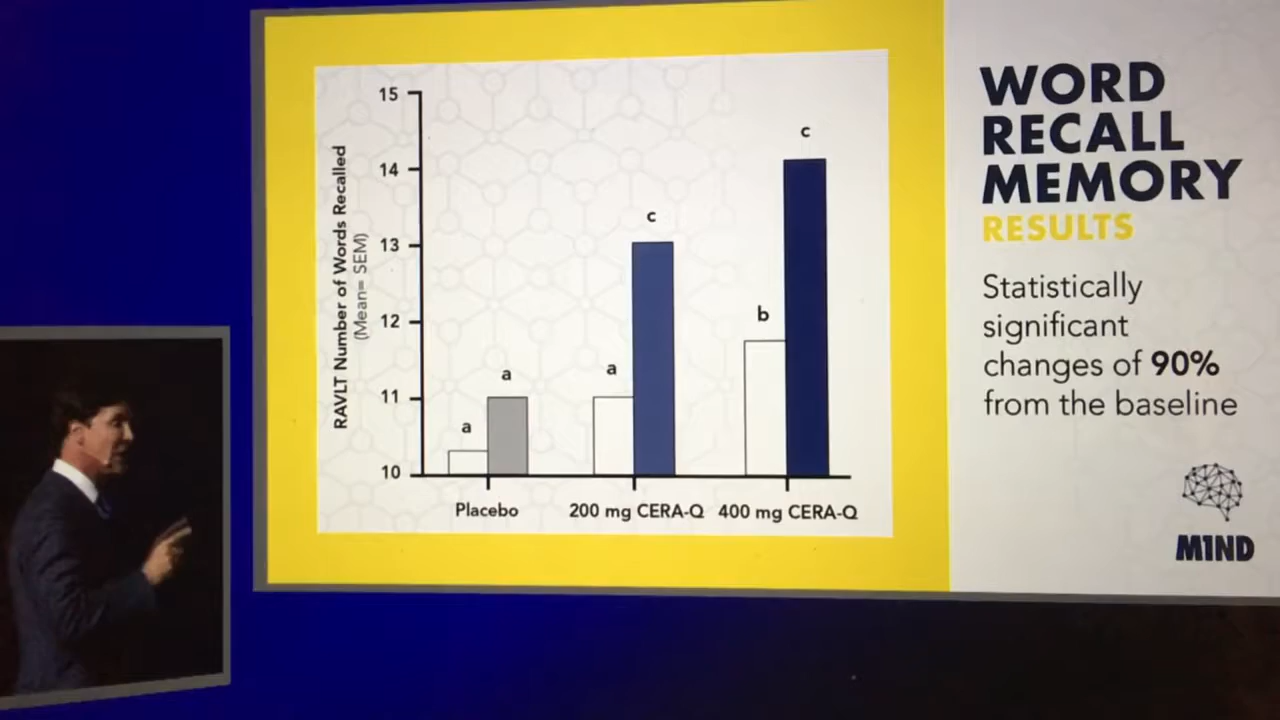 WORD
RECALL
MEMORY
RESULTS
Statistically
significant
changes of 90%
from the baseline
M1ND
RAVLT Number of Words Recalled
(Mean= SEM)
15
14
13
12
11
10
a
a
a
c
b
c
Placebo
200 mg CERA-Q
400 mg CERA-Q